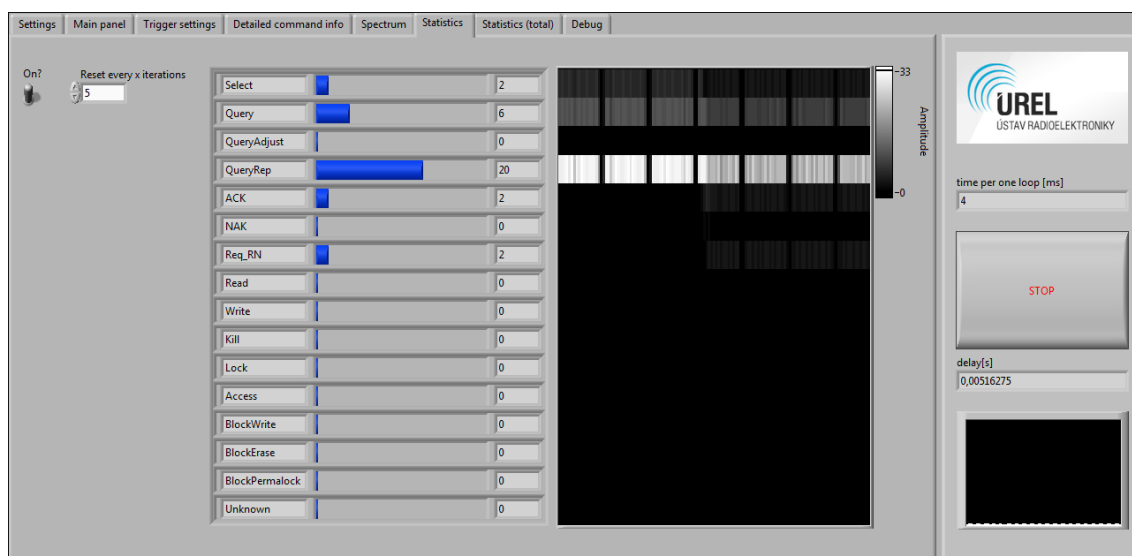 Settings Main panel Trigger settings Detailed command info Spectrum Statistics Statistics (total) Debug
On?
Reset every x iterations
5
Select 2
Query 6
QueryAdjust 0
QueryRep 20
ACK 2
NAK 0
Req_RN 2
Read 0
Write 0
Kill 0
Lock 0
Access 0
BlockWrite 0
BlockErase 0
BlockPermalock 0
Unknown 0
-33
Amplitude
-0
ÚREL
ÚSTAV RADIOELEKTRONIKY
time per one loop [ms]
4
STOP
delay[s]
0,00516275